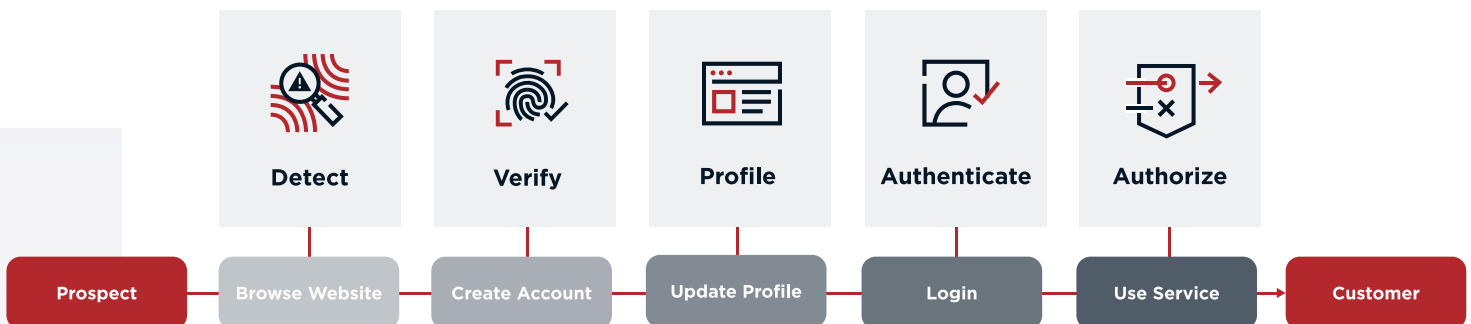 Detect
Verify
Profile
Authenticate
Authorize
Prospect
Browse Website
Create Account
Update Profile
Login
Use Service
Customer